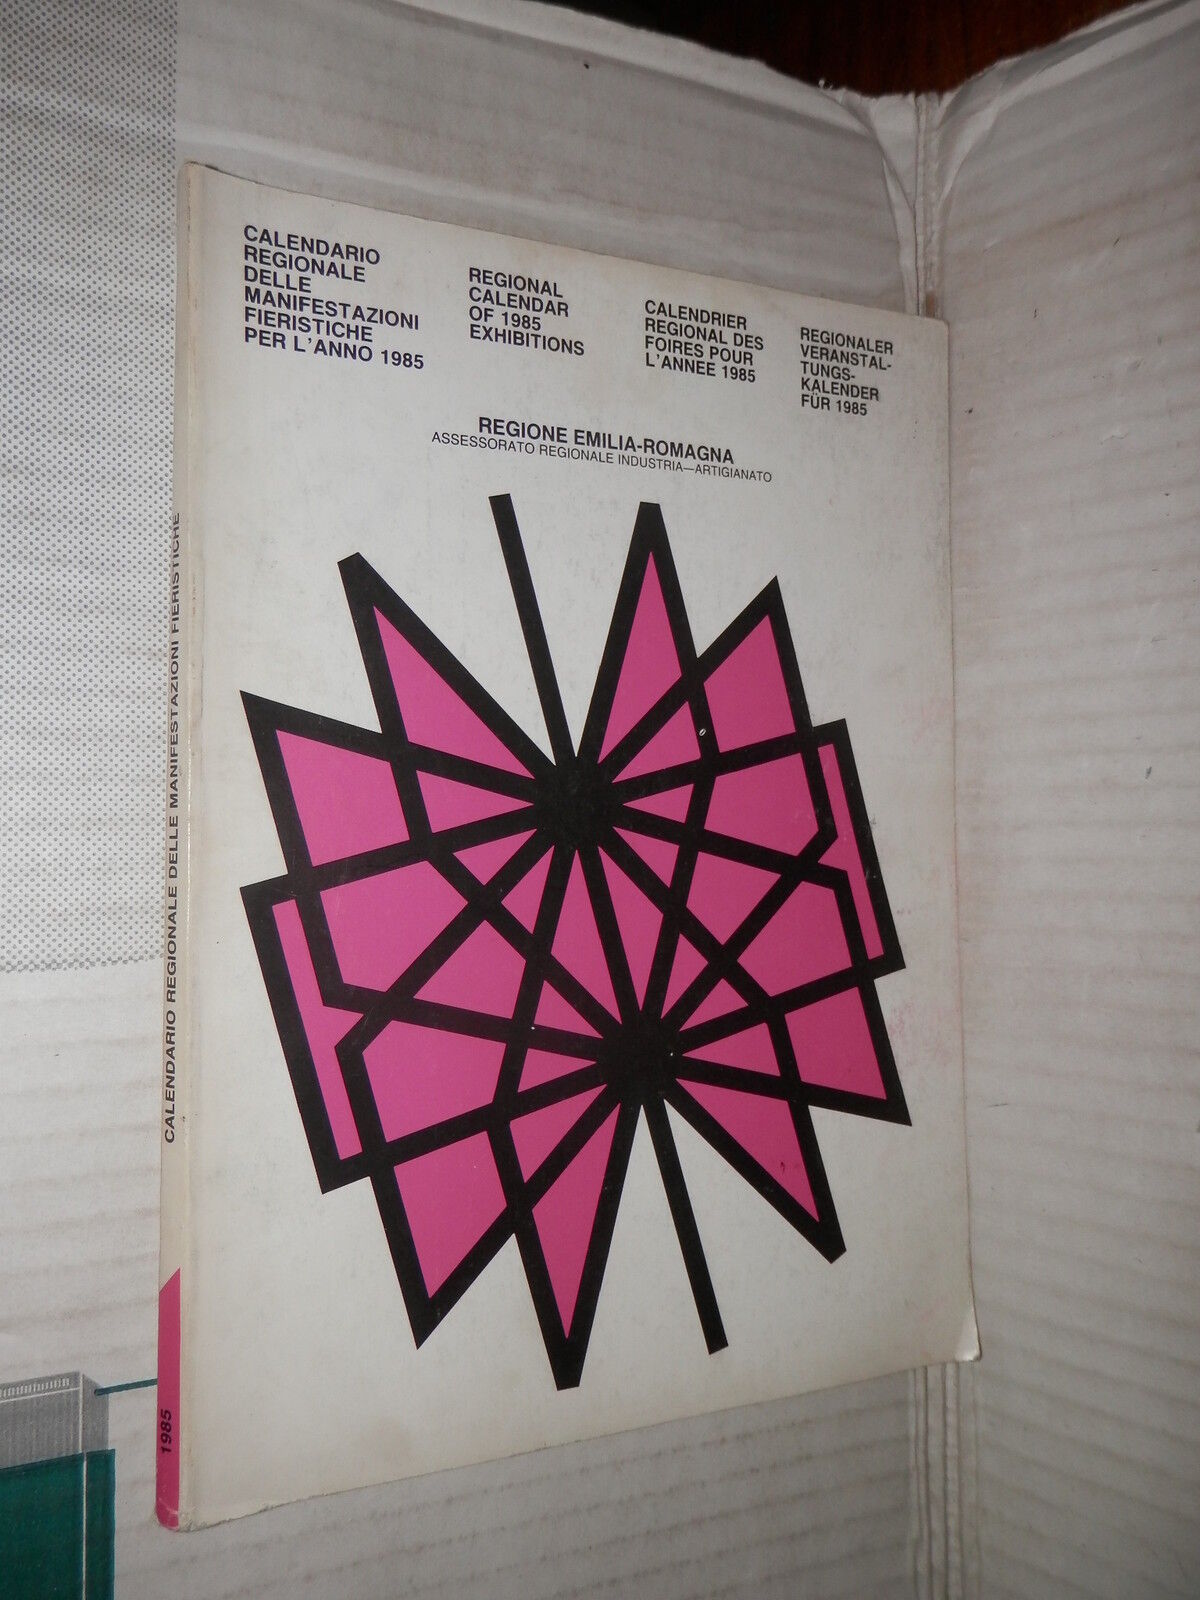 CALENDARIO
REGIONALE
DELLE
MANIFESTAZIONI
FIERISTICHE
PER L'ANNO 1985
REGIONAL
CALENDAR
OF 1985
EXHIBITIONS
CALENDRIER
REGIONAL DES
FOIRES POUR
L'ANNEE 1985
REGIONALER
VERANSTAL-
TUNGS-
KALENDER
FÜR 1985
REGIONE EMILIA-ROMAGNA
ASSESSORATO REGIONALE INDUSTRIA—ARTIGIANATO
CALENDARIO REGIONALE DELLE MANIFESTAZIONI FIERISTICHE
1985